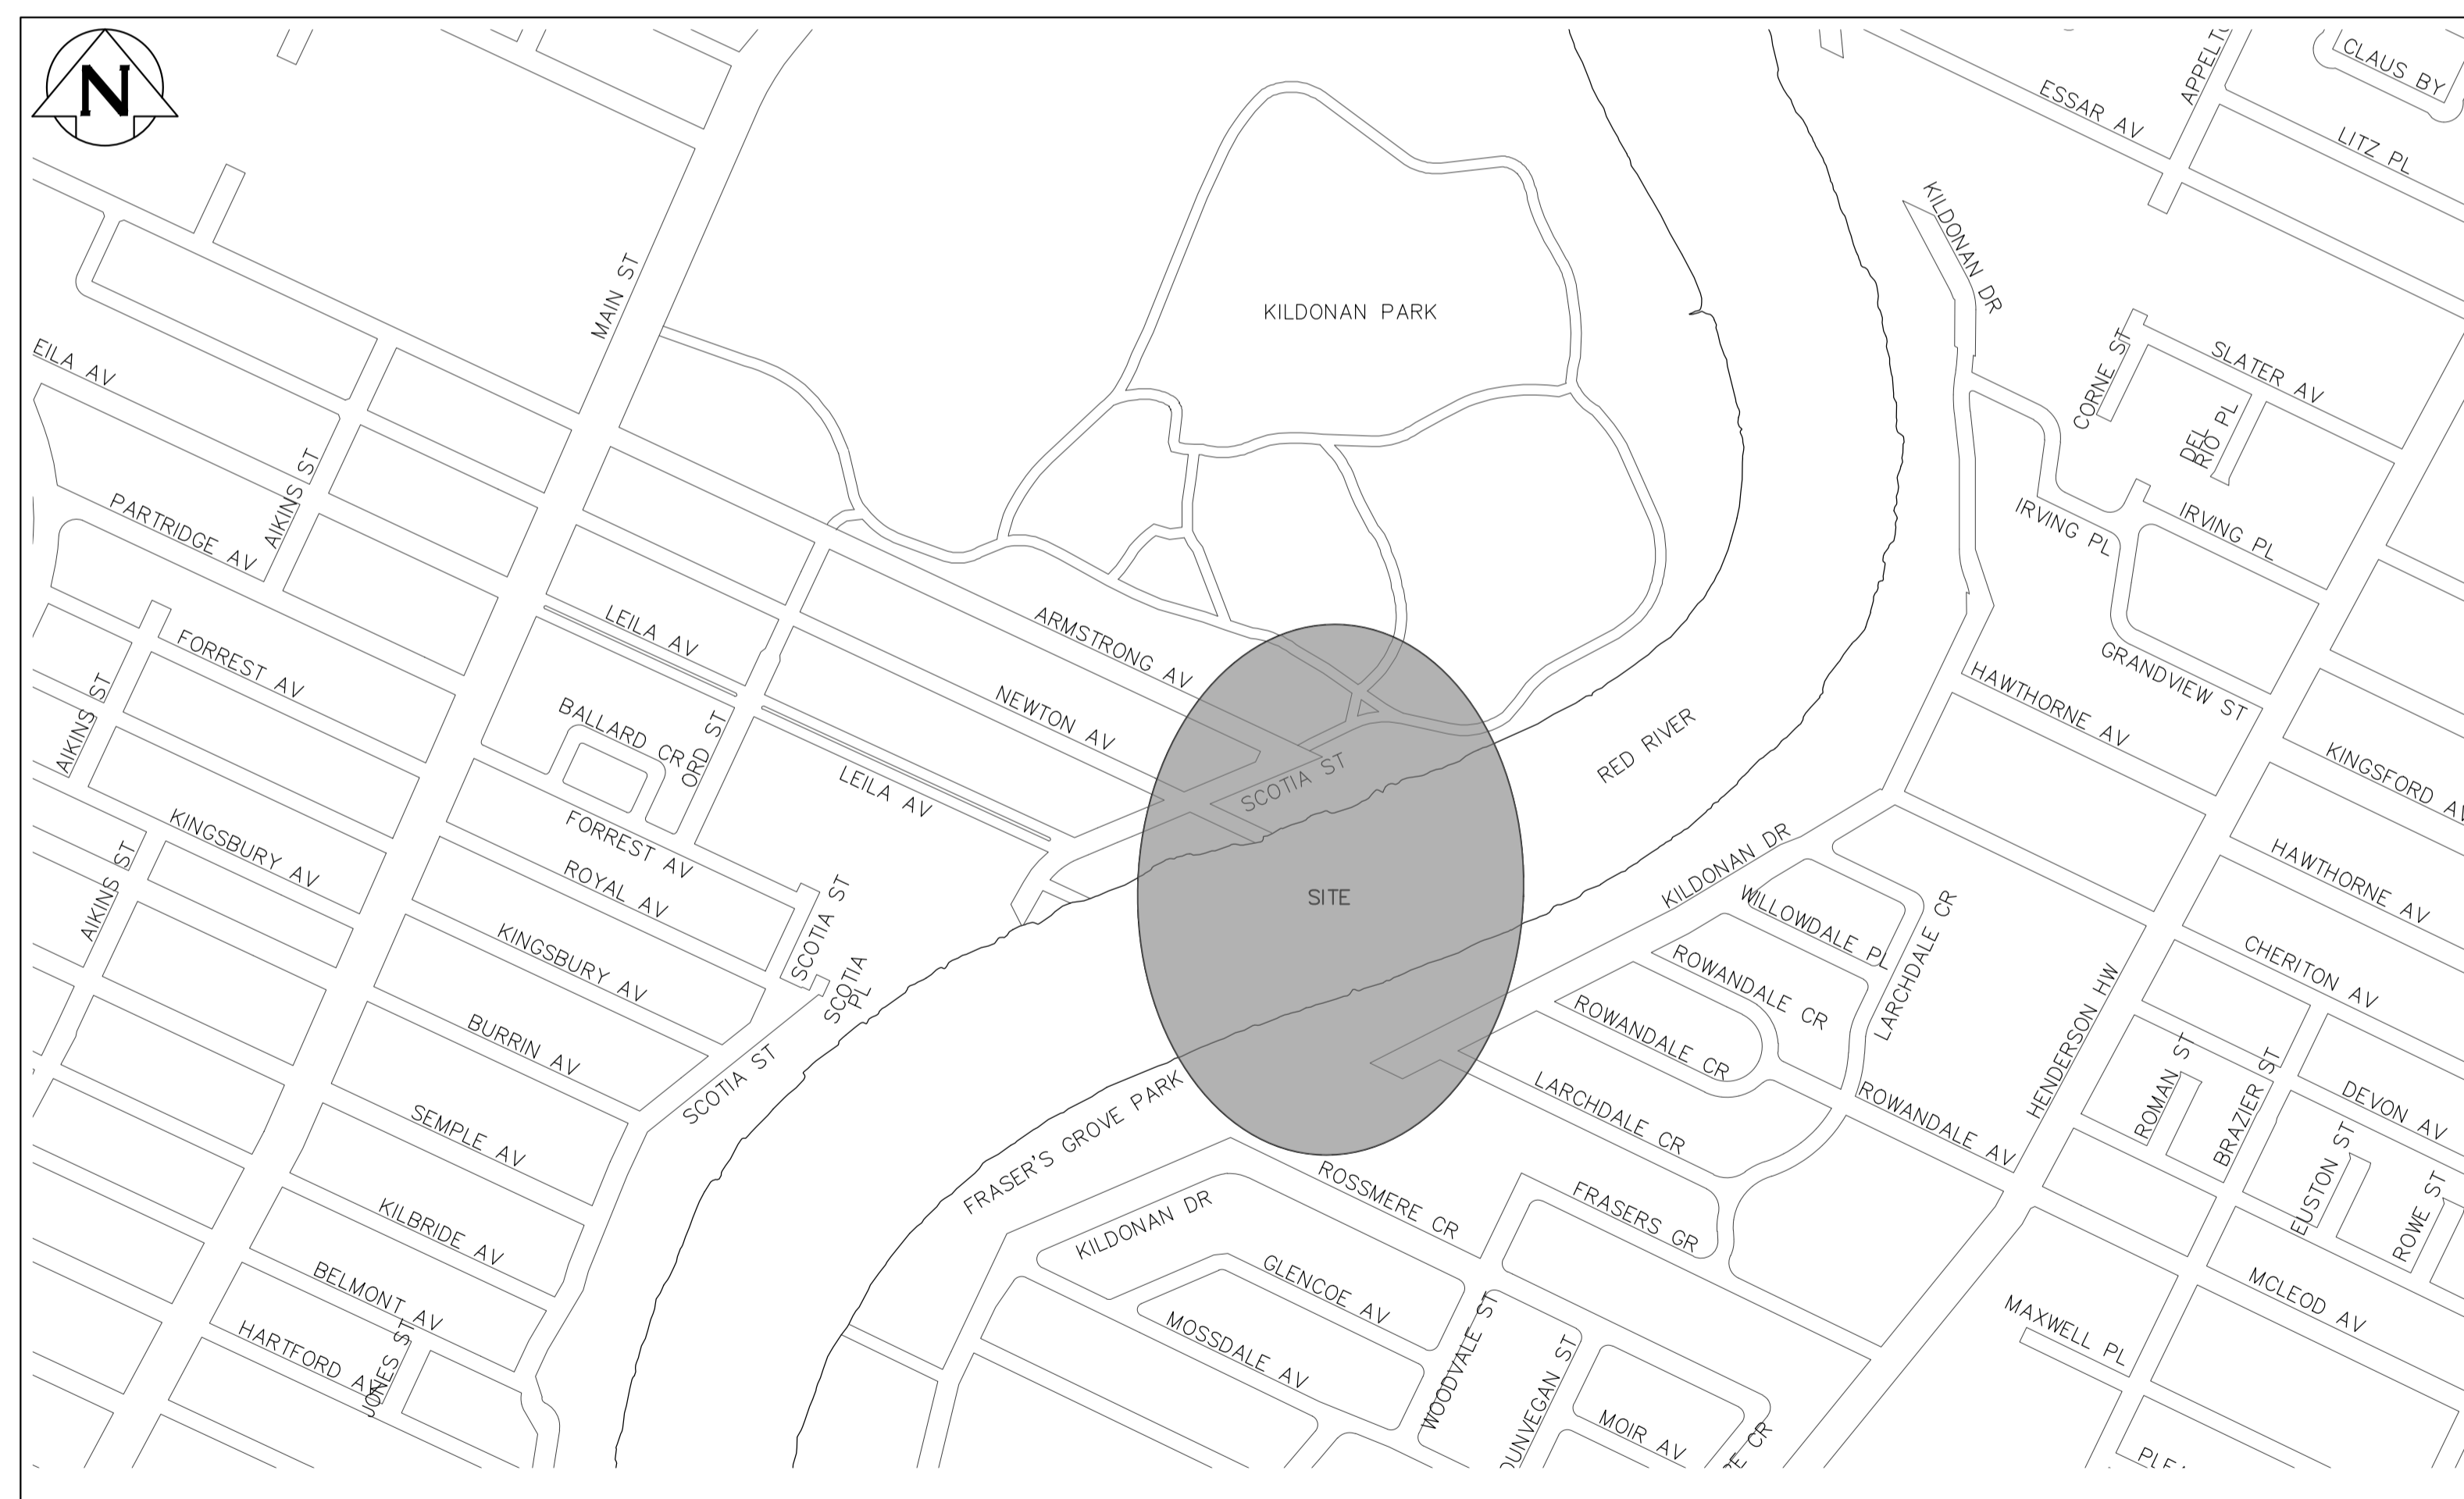 N
CLAUS BY
ESSAR AV
LITZ PL
KILDONAN DR
MAIN ST
KILDONAN PARK
EILA AV
CORNE ST
SLATER AV
DEL
RIO PL
AIKINS ST
PARTRIDGE AV
IRVING PL
IRVING PL
LEILA AV
ARMSTRONG AV
FORREST AV
AIKINS ST
HAWTHORNE AV
GRANDVIEW ST
NEWTON AV
BALLARD CR
ORD ST
RED RIVER
KINGSFORD AV
LEILA AV
SCOTIA ST
KINGSBURY AV
FORREST AV
AIKINS ST
KILDONAN DR
ROYAL AV
WILLOWDALE PL
HAWTHORNE AV
SITE
SCOTIA ST
LARCHDALE CR
KINGSBURY AV
ROWANDALE CR
CHERITON AV
SCOTIA
PL
ROWANDALE CR
HENDERSON HW
BURRIN AV
SCOTIA ST
ROMAN ST
BRAZIER ST
FRASER'S GROVE PARK
LARCHDALE CR
ROWANDALE AV
DEVON AV
SEMPLE AV
EUSTON ST
ROSSMERE CR
FRASERS GR
ROWE ST
KILBRIDE AV
KILDONAN DR
GLENCOE AV
BELMONT AV
MOSSDALE AV
WOODVALE ST
MAXWELL PL
MCLEOD AV
HARTFORD AV
JONES ST
DUNVEGAN ST
MOIR AV
CR